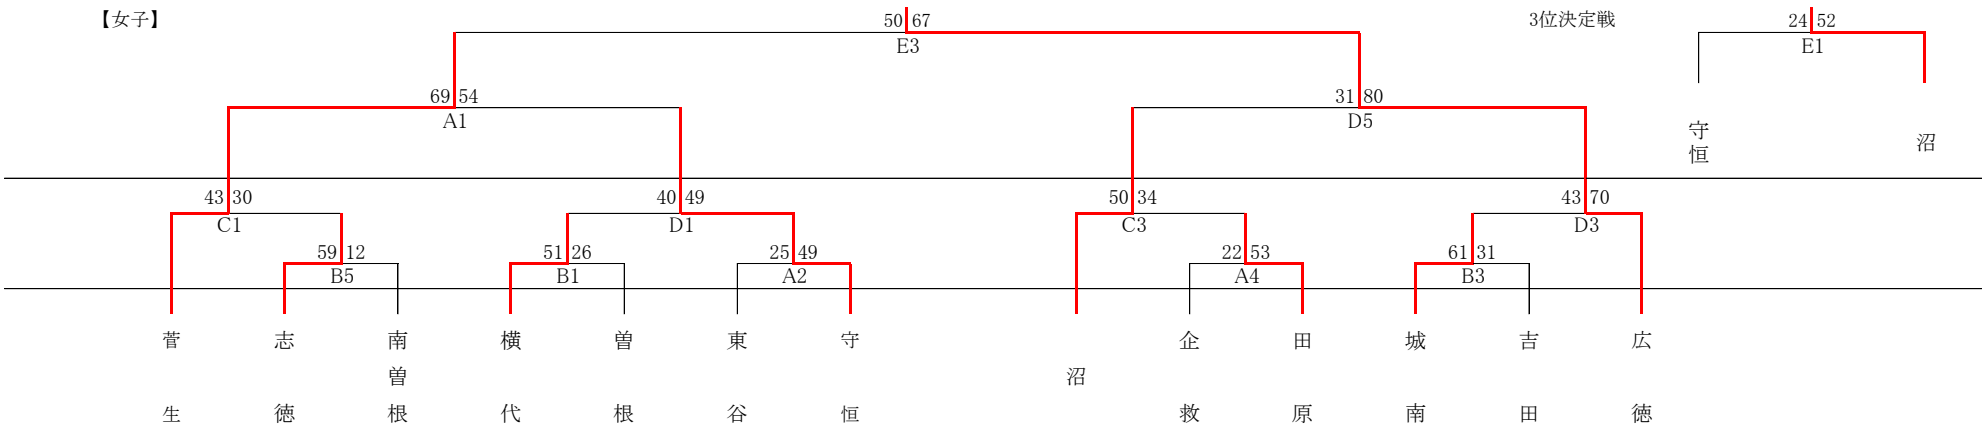 【女子】
50 67
E3
3位決定戦
24 52
E1
守恒
沼
69 54
A1
31 80
D5
43 30
C1
40 49
D1
50 34
C3
43 70
D3
59 12
B5
51 26
B1
25 49
A2
22 53
A4
61 31
B3
菅生
志徳
南曽根
横代
曽根
東谷
守恒
沼
企救
田原
城南
吉田
広徳